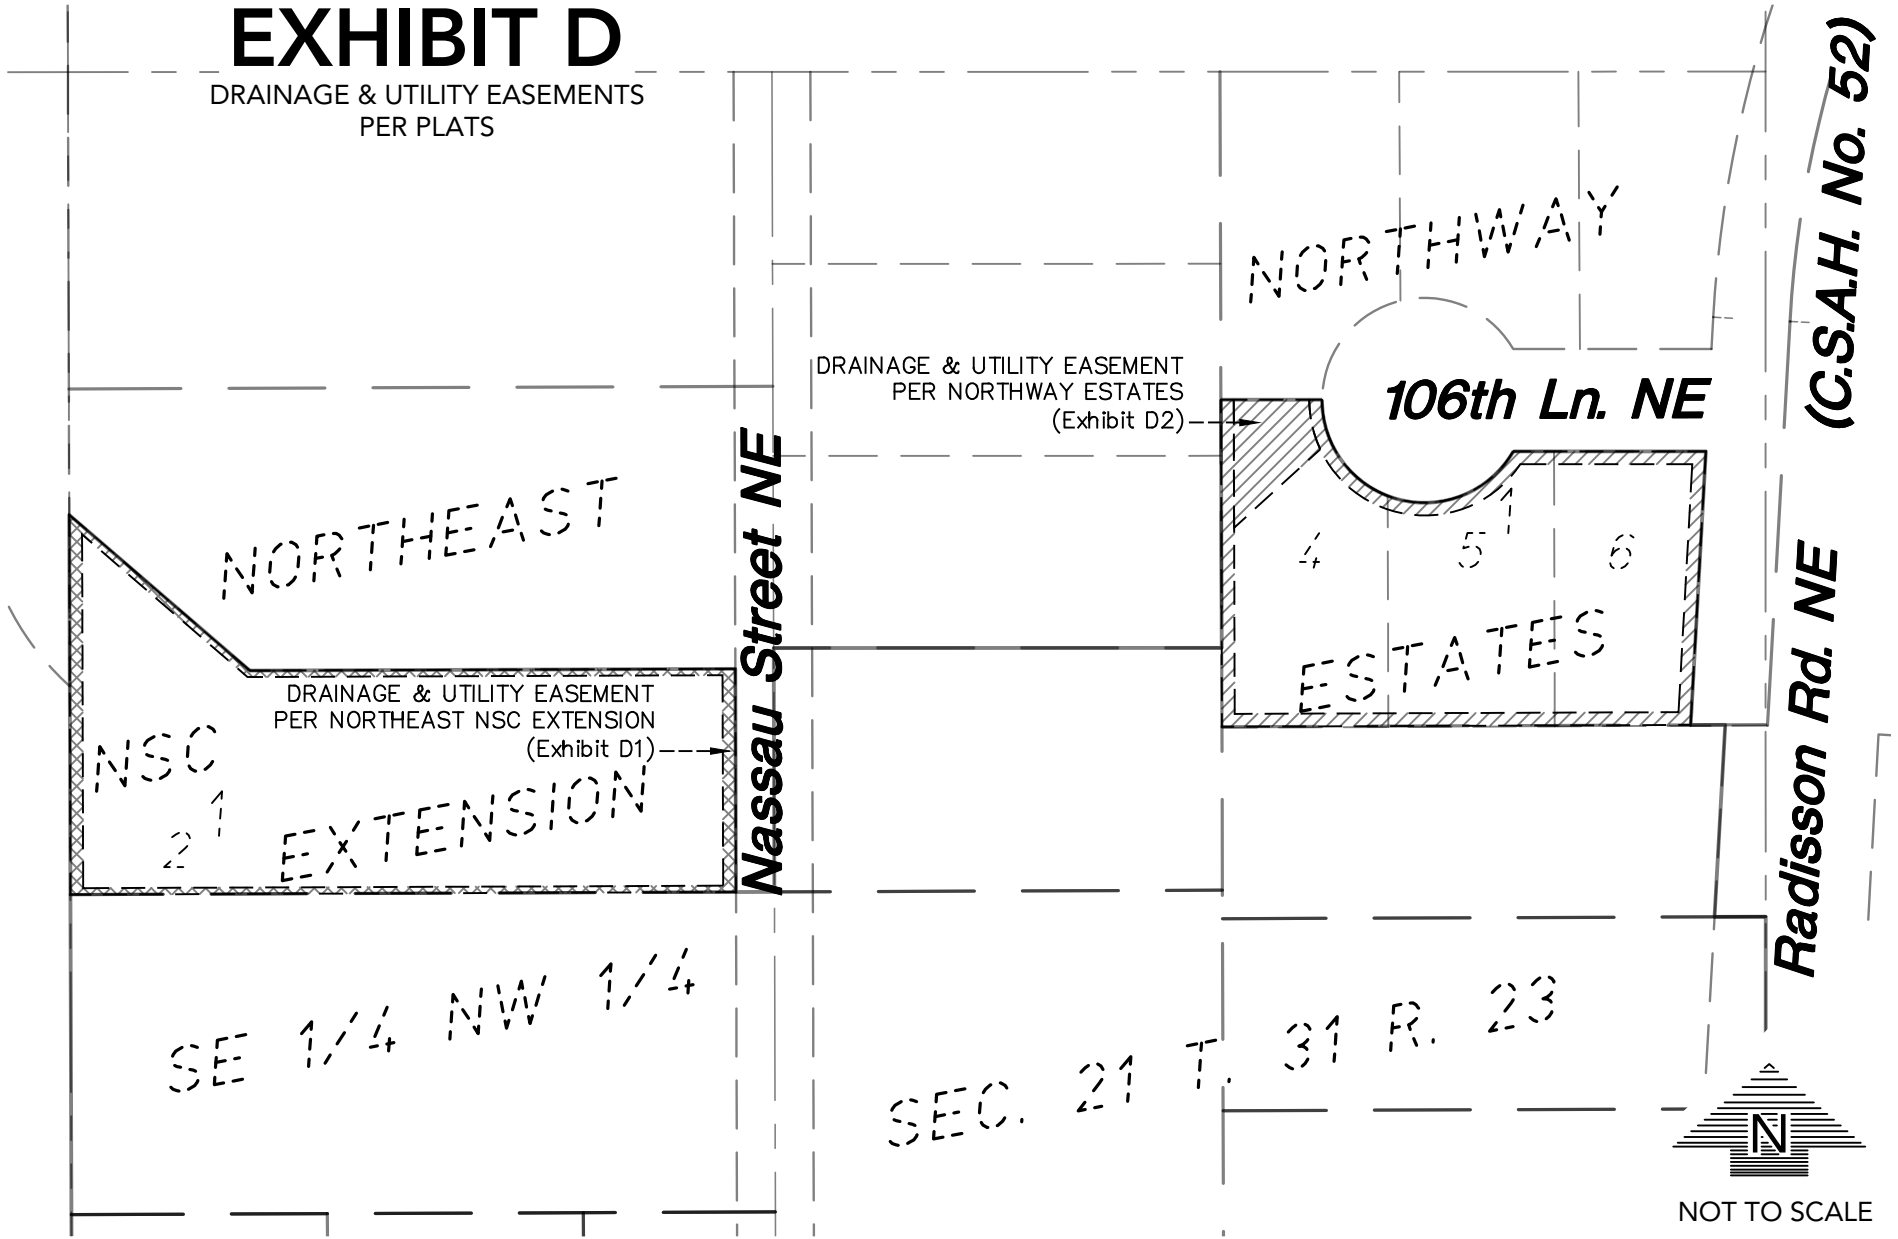 EXHIBIT D
DRAINAGE & UTILITY EASEMENTS
PER PLATS
(C.S.A.H. No. 52)
NORTHWAY
DRAINAGE & UTILITY EASEMENT
PER NORTHWAY ESTATES
(Exhibit D2)
106th Ln. NE
NORTHEAST
Nassau Street NE
1
4
5
6
ESTATES
Radisson Rd. NE
DRAINAGE & UTILITY EASEMENT
PER NORTHEAST NSC EXTENSION
(Exhibit D1)
NSC
1
2
EXTENSION
SE 1/4 NW 1/4
SEC. 21 T. 31 R. 23
N
NOT TO SCALE